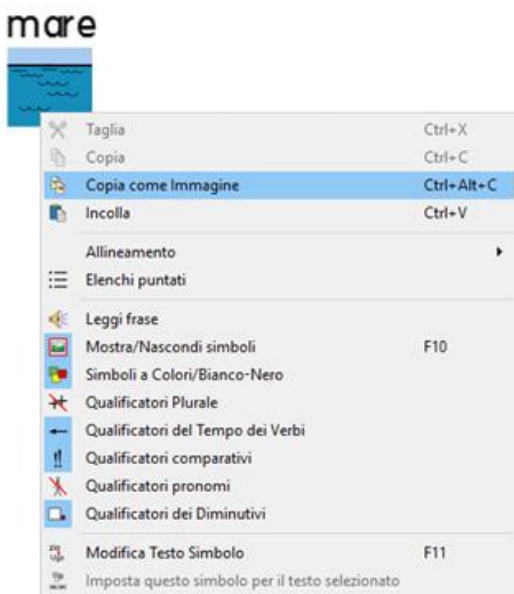 mare
Taglia Ctrl+X
Copia Ctrl+C
Copia come Immagine Ctrl+Alt+C
Incolla Ctrl+V
Allineamento
Elenchi puntati
Leggi frase
Mostra/Nascondi simboli F10
Simboli a Colori/Bianco-Nero
Qualificatori Plurale
Qualificatori del Tempo dei Verbi
Qualificatori comparativi
Qualificatori pronomi
Qualificatori dei Diminutivi
Modifica Testo Simbolo F11
Imposta questo simbolo per il testo selezionato